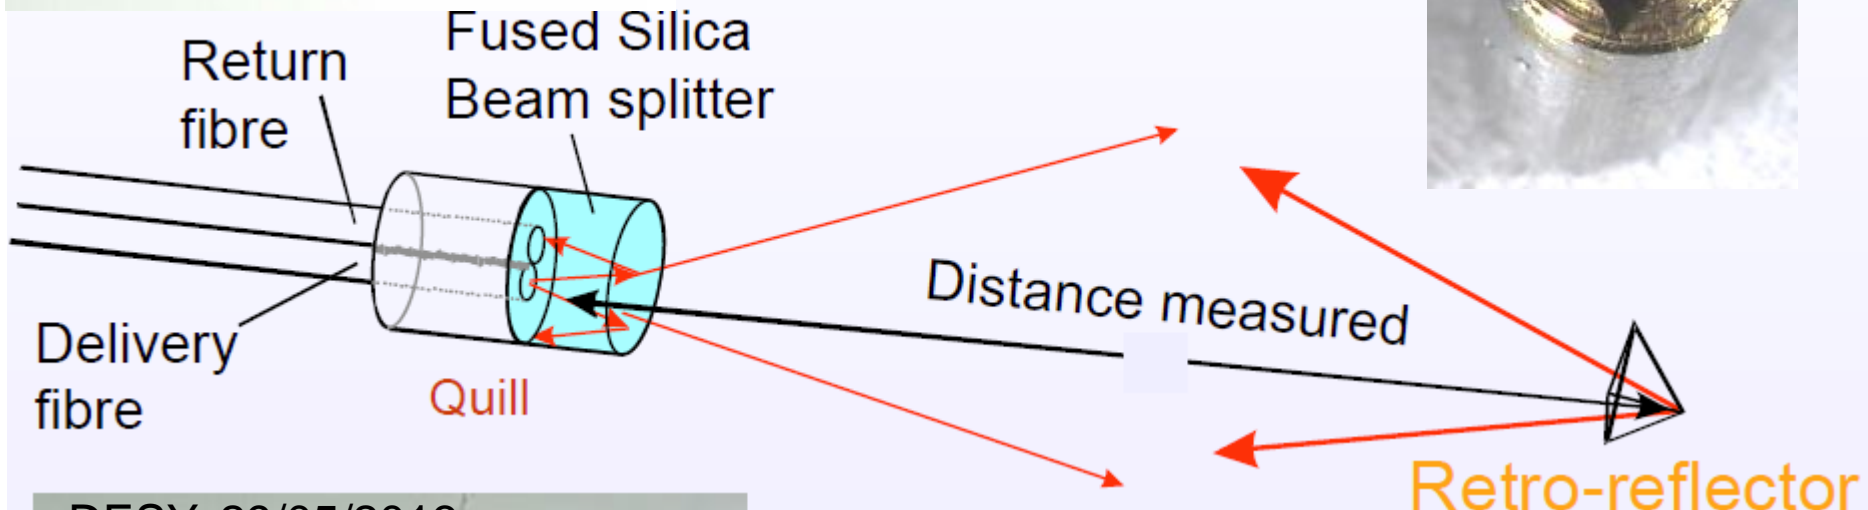 Fused Silica
Beam splitter
Return
fibre
Distance measured
Delivery
fibre
Quill
Retro-reflector